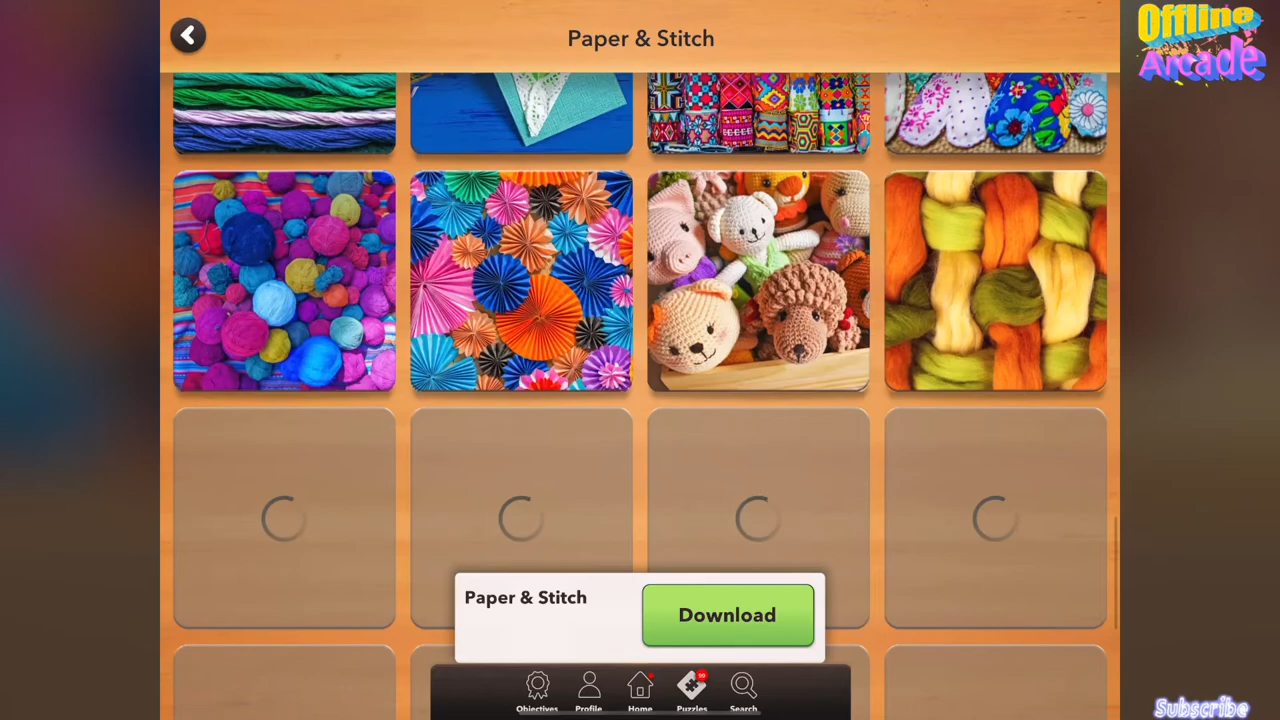 Offline
Arcade
Paper & Stitch
Paper & Stitch
Download
Objectives
Profile
Home
Puzzles
Search
Subscribe